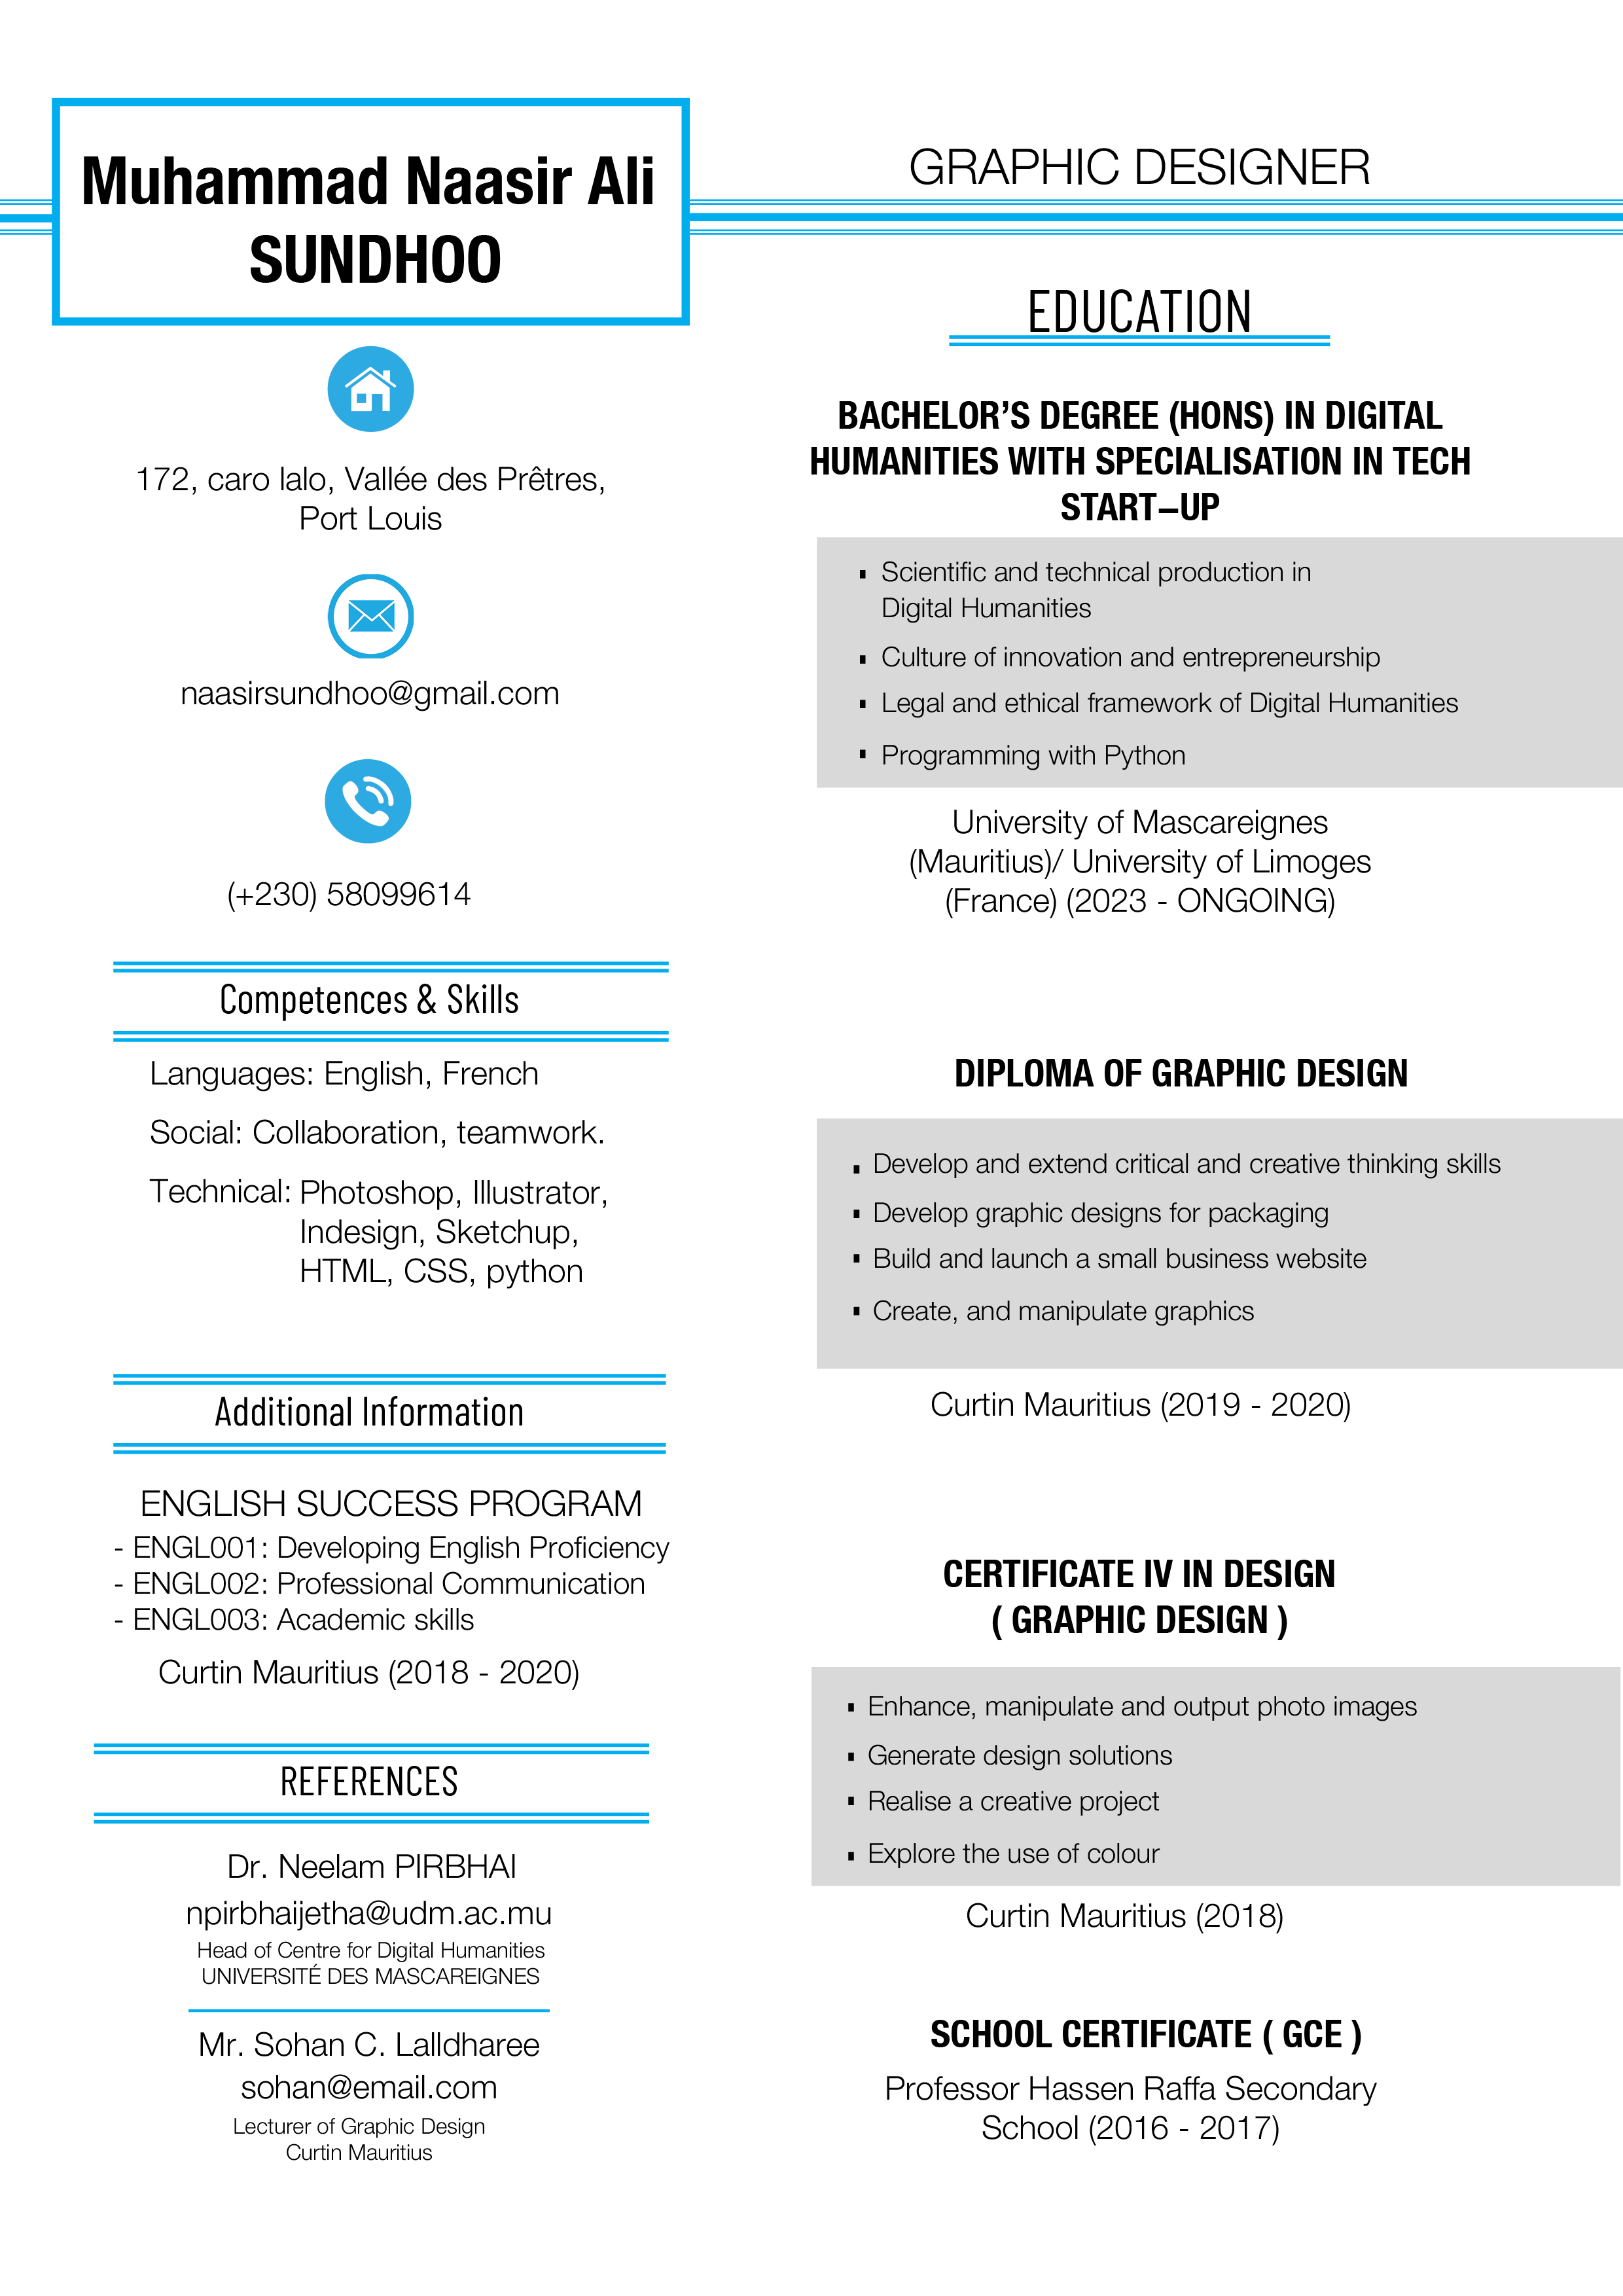 Muhammad Naasir Ali
SUNDHOO
172, caro lalo, Vallée des Prêtres,
Port Louis
naasirsundhoo@gmail.com
(+230) 58099614
Competences & Skills
Languages: English, French
Social: Collaboration, teamwork.
Technical: Photoshop, Illustrator,
Indesign, Sketchup,
HTML, CSS, python
Additional Information
ENGLISH SUCCESS PROGRAM
- ENGL001: Developing English Proficiency
- ENGL002: Professional Communication
- ENGL003: Academic skills
Curtin Mauritius (2018 - 2020)
REFERENCES
Dr. Neelam PIRBHAI
npirbhaijetha@udm.ac.mu
Head of Centre for Digital Humanities
UNIVERSITÉ DES MASCAREIGNES
Mr. Sohan C. Lalldharee
sohan@email.com
Lecturer of Graphic Design
Curtin Mauritius
GRAPHIC DESIGNER
EDUCATION
BACHELOR’S DEGREE (HONS) IN DIGITAL
HUMANITIES WITH SPECIALISATION IN TECH
START–UP
▪ Scientific and technical production in
Digital Humanities
▪ Culture of innovation and entrepreneurship
▪ Legal and ethical framework of Digital Humanities
▪ Programming with Python
University of Mascareignes
(Mauritius)/ University of Limoges
(France) (2023 - ONGOING)
DIPLOMA OF GRAPHIC DESIGN
▪ Develop and extend critical and creative thinking skills
▪ Develop graphic designs for packaging
▪ Build and launch a small business website
▪ Create, and manipulate graphics
Curtin Mauritius (2019 - 2020)
CERTIFICATE IV IN DESIGN
( GRAPHIC DESIGN )
▪ Enhance, manipulate and output photo images
▪ Generate design solutions
▪ Realise a creative project
▪ Explore the use of colour
Curtin Mauritius (2018)
SCHOOL CERTIFICATE ( GCE )
Professor Hassen Raffa Secondary
School (2016 - 2017)